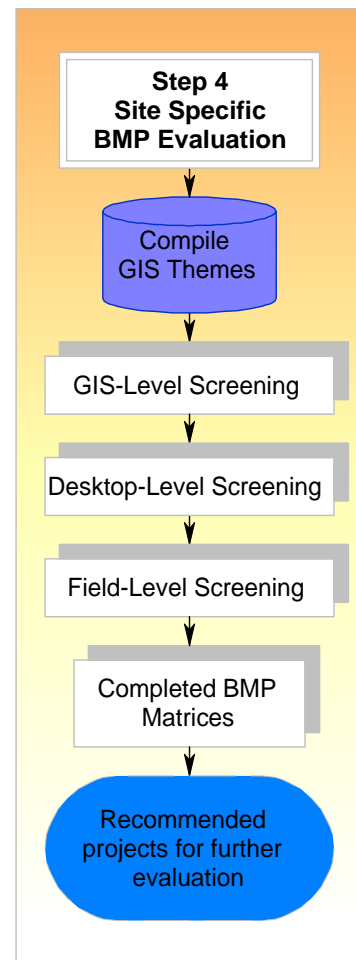 Step 4
Site Specific
BMP Evaluation
Compile
GIS Themes
GIS-Level Screening
Desktop-Level Screening
Field-Level Screening
Completed BMP
Matrices
Recommended
projects for further
evaluation